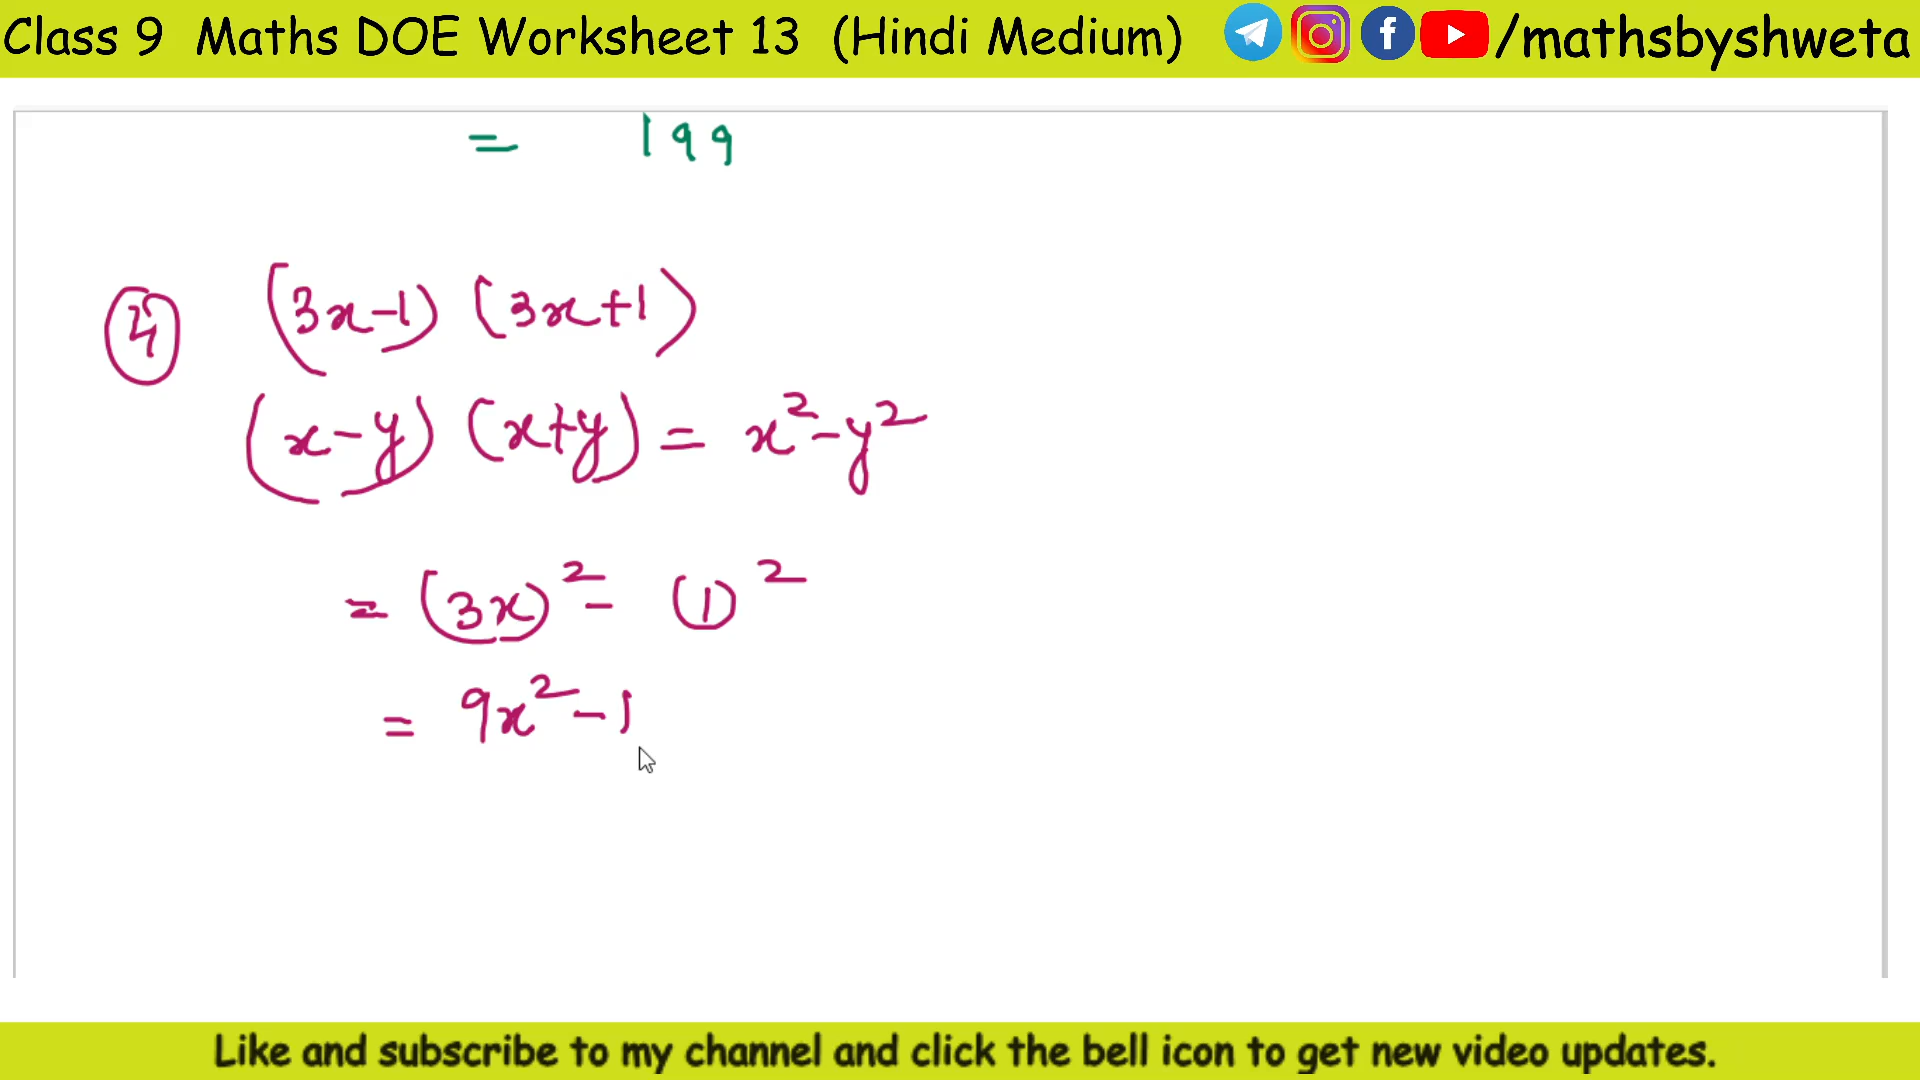 Class 9 Maths DOE Worksheet 13 (Hindi Medium) /mathsbyshweta
= 199
4 (3x-1) (3x+1)
(x-y) (x+y) = x²-y²
= (3x)² - (1)²
= 9x²-1
Like and subscribe to my channel and click the bell icon to get new video updates.